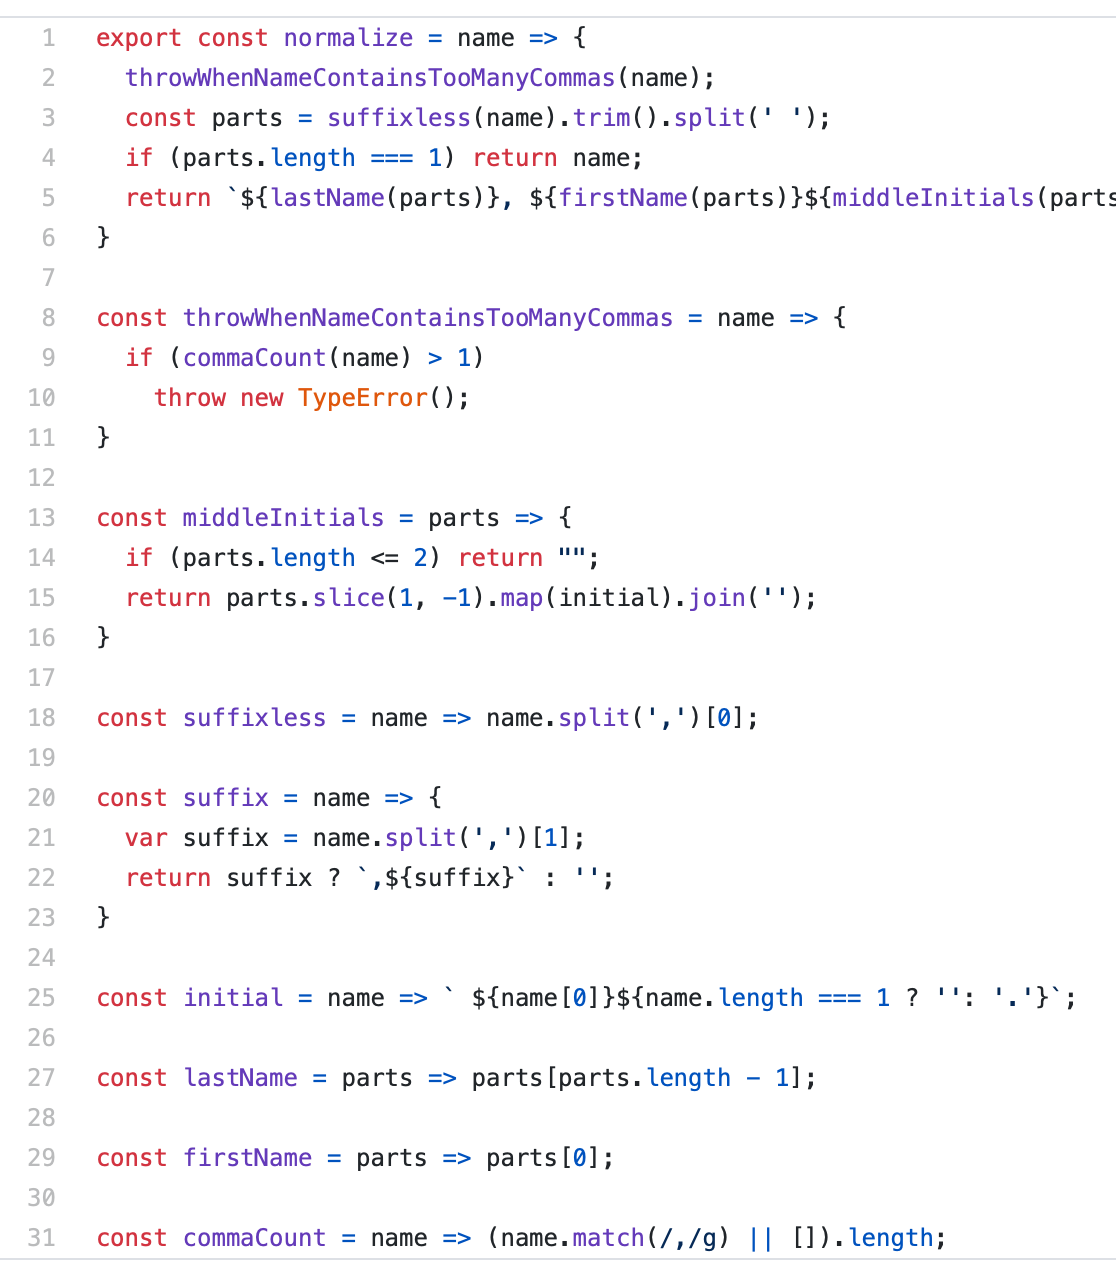 1 export const normalize = name => {
2 throwWhenNameContainsTooManyCommas(name);
3 const parts = suffixless(name).trim().split(' ');
4 if (parts.length === 1) return name;
5 return `${lastName(parts)}, ${firstName(parts)}${middleInitials(parts
6 }
7
8 const throwWhenNameContainsTooManyCommas = name => {
9 if (commaCount(name) > 1)
10 throw new TypeError();
11 }
12
13 const middleInitials = parts => {
14 if (parts.length <= 2) return "";
15 return parts.slice(1, -1).map(initial).join('');
16 }
17
18 const suffixless = name => name.split(',')[0];
19
20 const suffix = name => {
21 var suffix = name.split(',')[1];
22 return suffix ? `,${suffix}` : '';
23 }
24
25 const initial = name => ` ${name[0]}${name.length === 1 ? '': '.'}`;
26
27 const lastName = parts => parts[parts.length - 1];
28
29 const firstName = parts => parts[0];
30
31 const commaCount = name => (name.match(/,/g) || []).length;